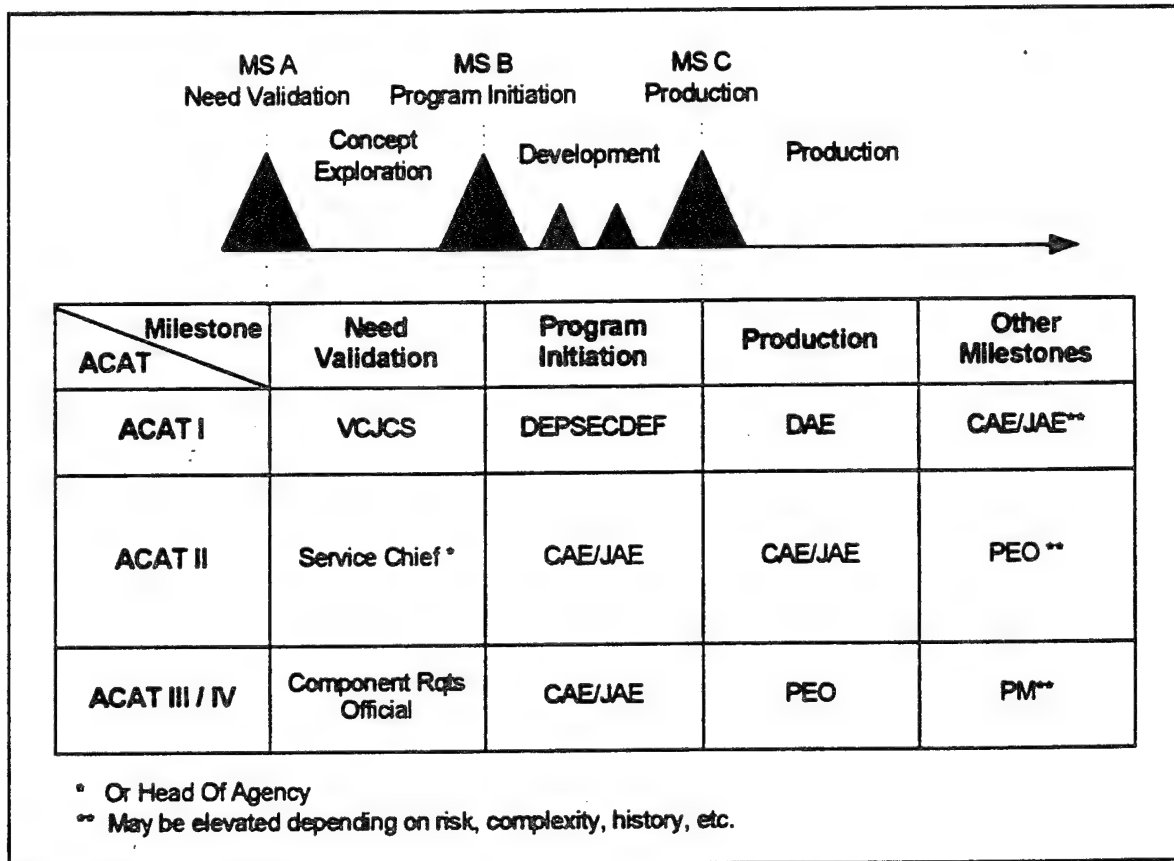 MS A
Need Validation
MS B
Program Initiation
MS C
Production
Concept
Exploration
Development
Production
Milestone
ACAT
Need
Validation
Program
Initiation
Production
Other
Milestones
ACAT I
VCJCS
DEPSECDEF
DAE
CAE/JAE**
ACAT II
Service Chief *
CAE/JAE
CAE/JAE
PEO **
ACAT III / IV
Component Rqts
Official
CAE/JAE
PEO
PM**
* Or Head Of Agency
** May be elevated depending on risk, complexity, history, etc.